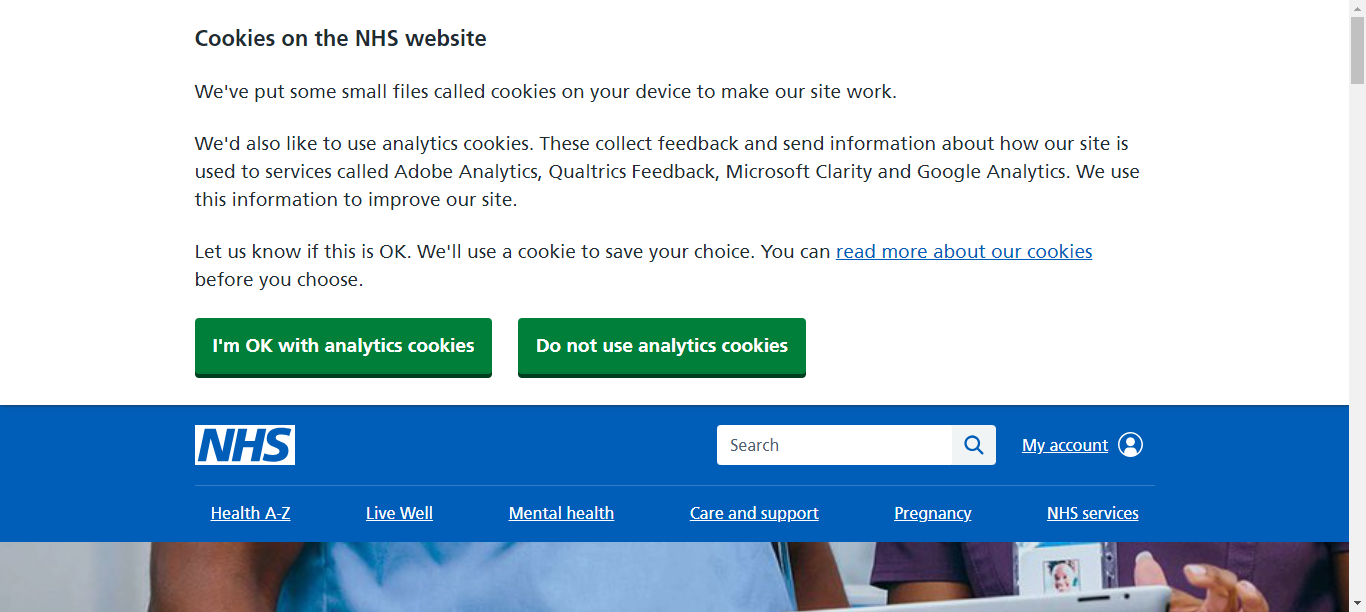 Cookies on the NHS website
We've put some small files called cookies on your device to make our site work.
We'd also like to use analytics cookies. These collect feedback and send information about how our site is
used to services called Adobe Analytics, Qualtrics Feedback, Microsoft Clarity and Google Analytics. We use
this information to improve our site.
Let us know if this is OK. We'll use a cookie to save your choice. You can read more about our cookies
before you choose.
I'm OK with analytics cookies
Do not use analytics cookies
NHS
Search
My account
Health A-Z
Live Well
Mental health
Care and support
Pregnancy
NHS services